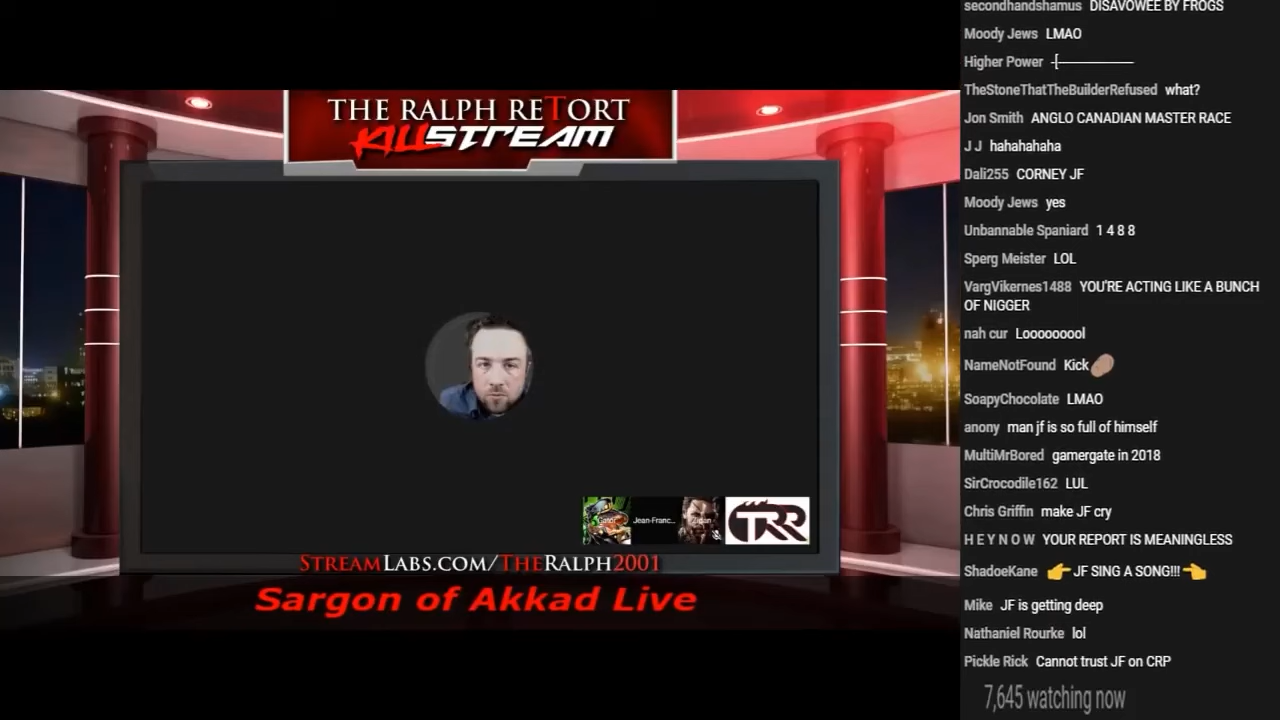 THE RALPH RETORT
KILLSTREAM
Jean-Franc...
TRR
STREAMLABS.COM/THERALPH2001
Sargon of Akkad Live
secondhandshamus DISAVOWEE BY FROGS
Moody Jews LMAO
Higher Power -[----------------
TheStoneThatTheBuilderRefused what?
Jon Smith ANGLO CANADIAN MASTER RACE
J J hahahahaha
Dali255 CORNEY JF
Moody Jews yes
Unbannable Spaniard 1 4 8 8
Sperg Meister LOL
VargVikernes1488 YOU'RE ACTING LIKE A BUNCH
OF NIGGER
nah cur Looooooool
NameNotFound Kick
SoapyChocolate LMAO
anony man jf is so full of himself
MultiMrBored gamergate in 2018
SirCrocodile162 LUL
Chris Griffin make JF cry
H E Y N O W YOUR REPORT IS MEANINGLESS
ShadoeKane 👉 JF SING A SONG!!! 👈
Mike JF is getting deep
Nathaniel Rourke lol
Pickle Rick Cannot trust JF on CRP
7,645 watching now